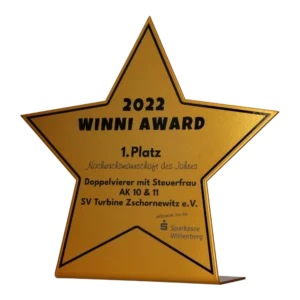 2022
WINNI AWARD
1. Platz
Nachwuchsmannschaft des Jahres
Doppelvierer mit Steuerfrau
AK 10 & 11
SV Turbine Zschornewitz e.V.
Sparkasse
Wittenberg